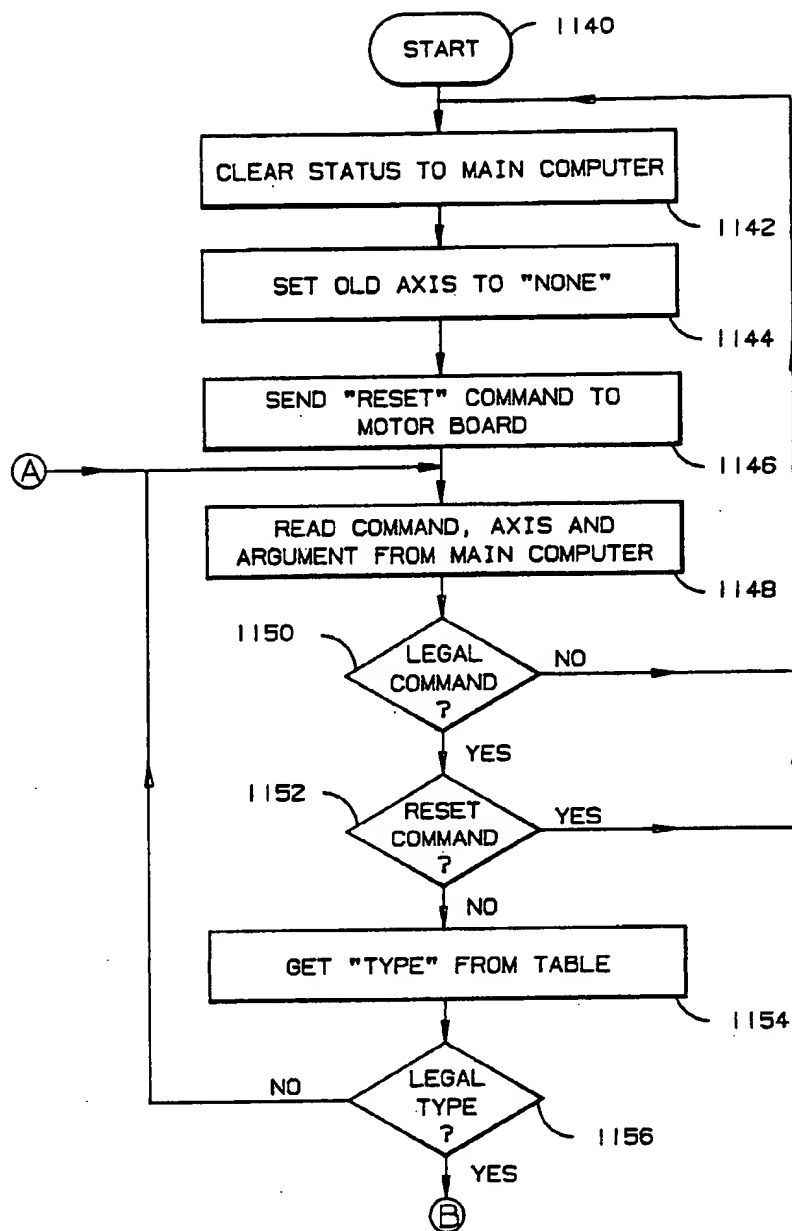 1140
START
CLEAR STATUS TO MAIN COMPUTER
1142
SET OLD AXIS TO "NONE"
1144
SEND "RESET" COMMAND TO
MOTOR BOARD
1146
A
READ COMMAND, AXIS AND
ARGUMENT FROM MAIN COMPUTER
1148
1150
LEGAL
COMMAND
?
NO
YES
1152
RESET
COMMAND
?
YES
NO
GET "TYPE" FROM TABLE
1154
NO
LEGAL
TYPE
?
1156
YES
B